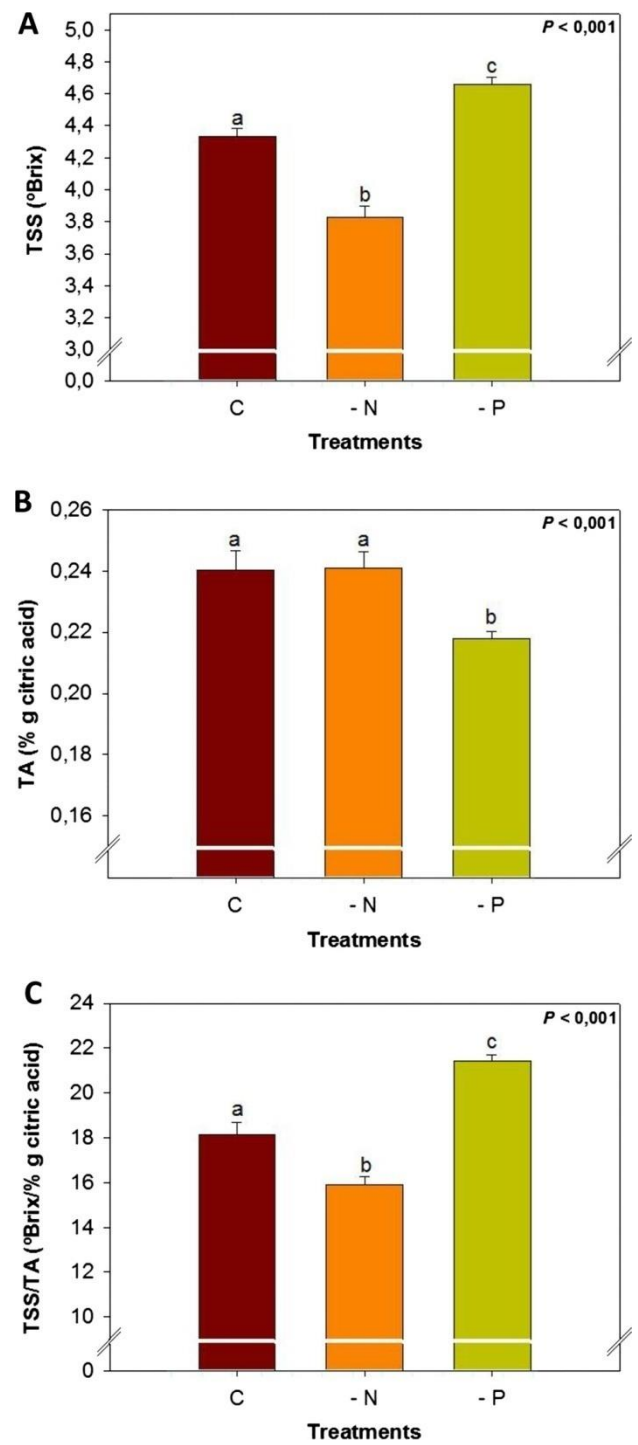 A
P < 0,001
TSS (ºBrix)
5,0
4,8
4,6
4,4
4,2
4,0
3,8
3,6
3,4
3,2
3,0
0,0
a
b
c
C
- N
- P
Treatments
B
P < 0,001
TA (% g citric acid)
0,26
0,24
0,22
0,20
0,18
0,16
a
a
b
C
- N
- P
Treatments
C
P < 0,001
TSS/TA (ºBrix/% g citric acid)
24
22
20
18
16
14
12
10
0
a
b
c
C
- N
- P
Treatments